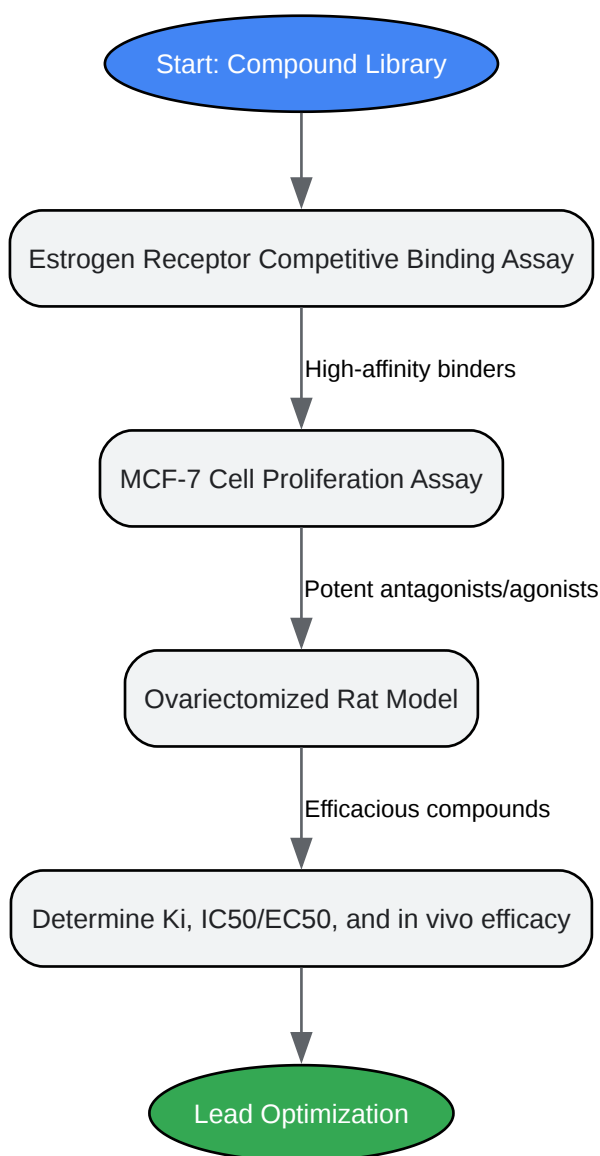 Start: Compound Library
Estrogen Receptor Competitive Binding Assay
High-affinity binders
MCF-7 Cell Proliferation Assay
Potent antagonists/agonists
Ovariectomized Rat Model
Efficacious compounds
Determine Ki, IC50/EC50, and in vivo efficacy
Lead Optimization